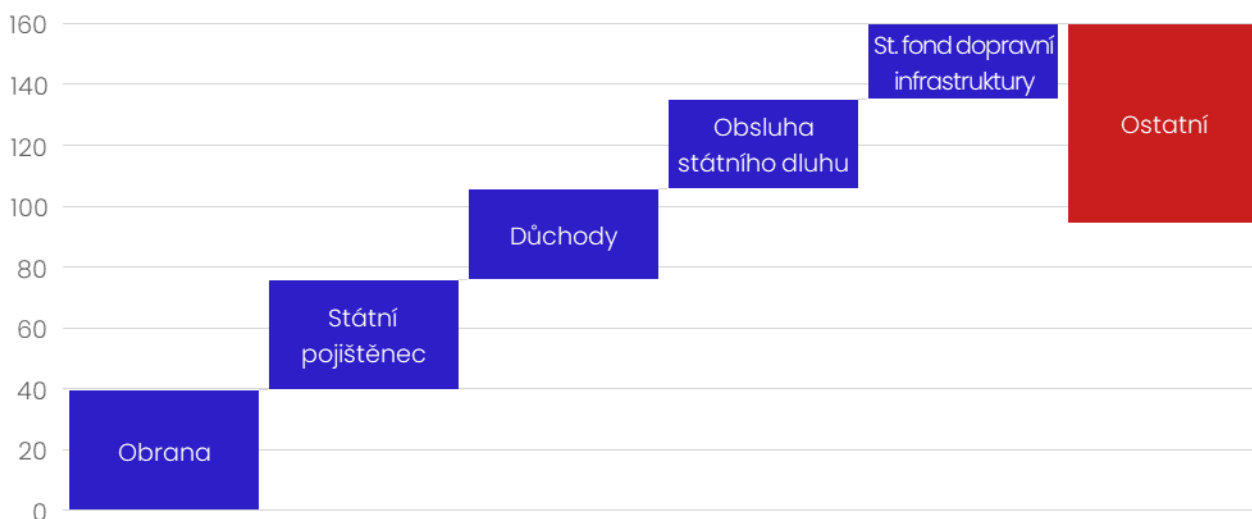 160
St. fond dopravní
infrastruktury
140
Obsluha
Ostatní
120
státního dluhu
100
Důchody
80
Státní
60
pojištěnec
40
Obrana
20
0